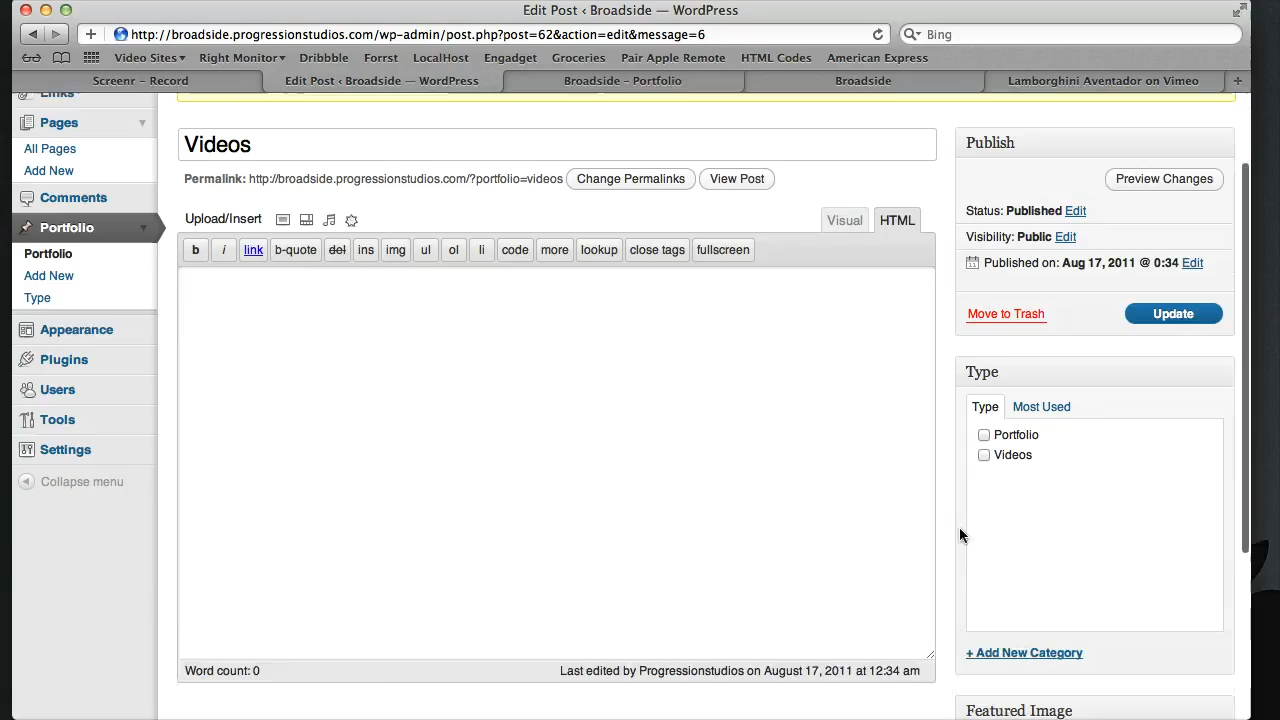 Edit Post ‹ Broadside — WordPress
http://broadside.progressionstudios.com/wp-admin/post.php?post=62&action=edit&message=6
Bing
Video Sites▾ Right Monitor▾ Dribbble Forrst LocalHost Engadget Groceries Pair Apple Remote HTML Codes American Express
Screenr - Record
Edit Post ‹ Broadside — WordPress
Broadside – Portfolio
Broadside
Lamborghini Aventador on Vimeo
Links
Pages
All Pages
Add New
Comments
Portfolio
Portfolio
Add New
Type
Appearance
Plugins
Users
Tools
Settings
Collapse menu
Videos
Permalink: http://broadside.progressionstudios.com/?portfolio=videos Change Permalinks View Post
Upload/Insert
Visual HTML
b i link b-quote del ins img ul ol li code more lookup close tags fullscreen
Word count: 0
Last edited by Progressionstudios on August 17, 2011 at 12:34 am
Publish
Preview Changes
Status: Published Edit
Visibility: Public Edit
Published on: Aug 17, 2011 @ 0:34 Edit
Move to Trash Update
Type
Type Most Used
Portfolio
Videos
+ Add New Category
Featured Image